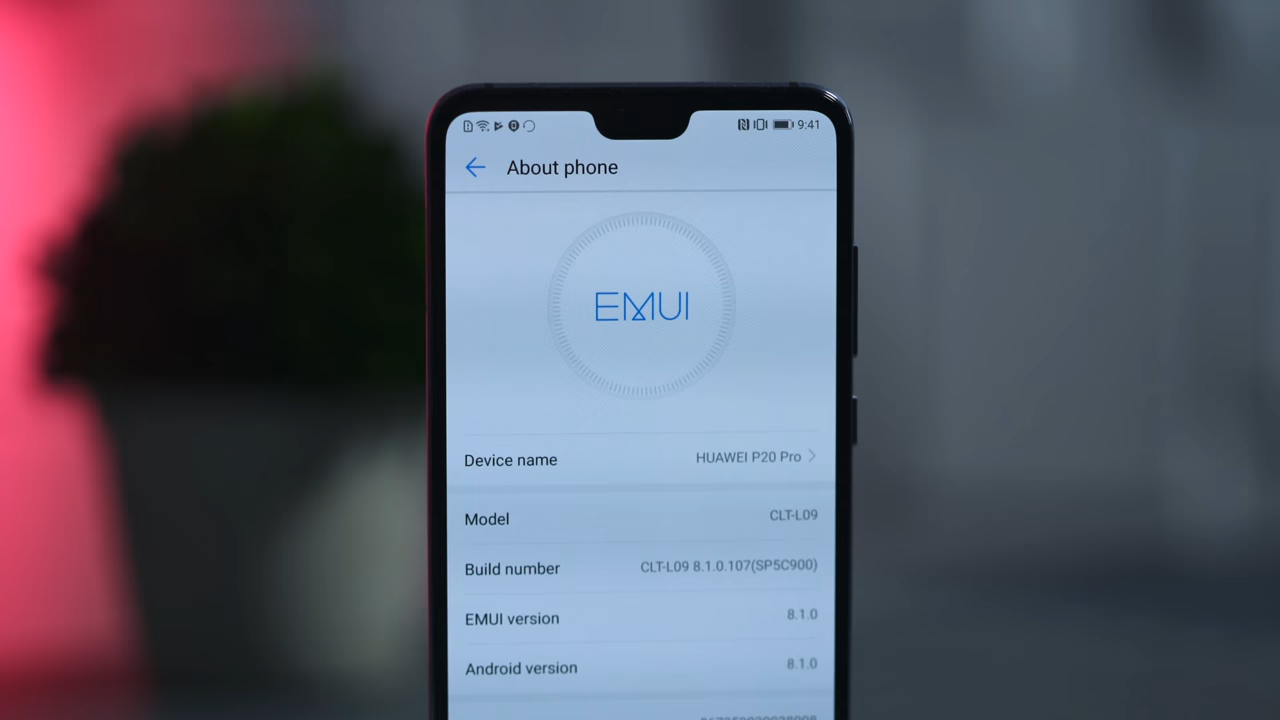 9:41
About phone
EMUI
Device name HUAWEI P20 Pro
Model CLT-L09
Build number CLT-L09 8.1.0.107(SP5C900)
EMUI version 8.1.0
Android version 8.1.0